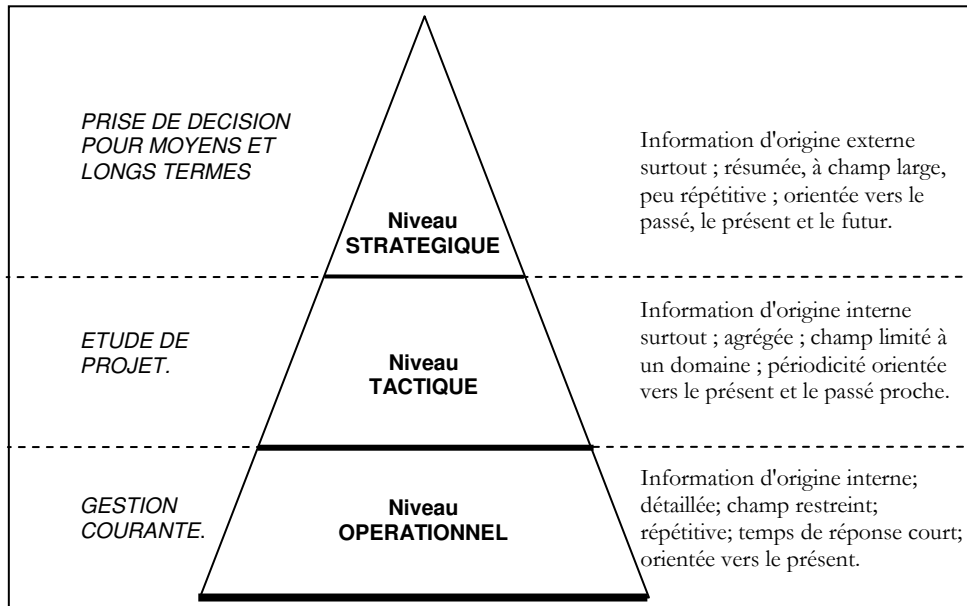 PRISE DE DECISION
POUR MOYENS ET
LONGS TERMES
Niveau
STRATEGIQUE
Information d'origine externe
surtout ; résumée, à champ large,
peu répétitive ; orientée vers le
passé, le présent et le futur.
ETUDE DE
PROJET.
Niveau
TACTIQUE
Information d'origine interne
surtout ; agrégée ; champ limité à
un domaine ; périodicité orientée
vers le présent et le passé proche.
GESTION
COURANTE.
Niveau
OPERATIONNEL
Information d'origine interne;
détaillée; champ restreint;
répétitive; temps de réponse court;
orientée vers le présent.